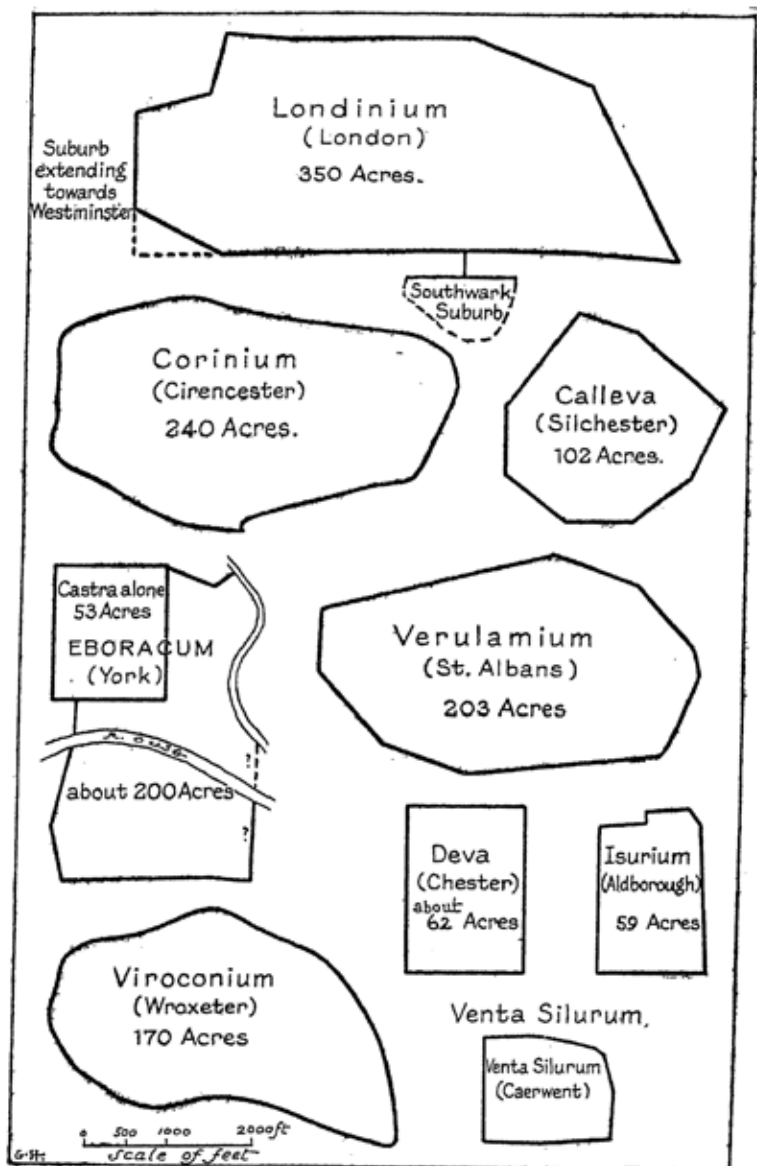 Londinium
(London)
350 Acres.
Suburb
extending
towards
Westminster
Southwark
Suburb
Corinium
(Cirencester)
240 Acres.
Calleva
(Silchester)
102 Acres.
Castra alone
53 Acres
EBORACUM
(York)
R. Ouse
about 200 Acres
?
?
Verulamium
(St. Albans)
203 Acres
Deva
(Chester)
about
62 Acres
Isurium
(Aldborough)
59 Acres
Viroconium
(Wroxeter)
170 Acres
Venta Silurum.
Venta Silurum
(Caerwent)
0 500 1000 2000ft
scale of feet